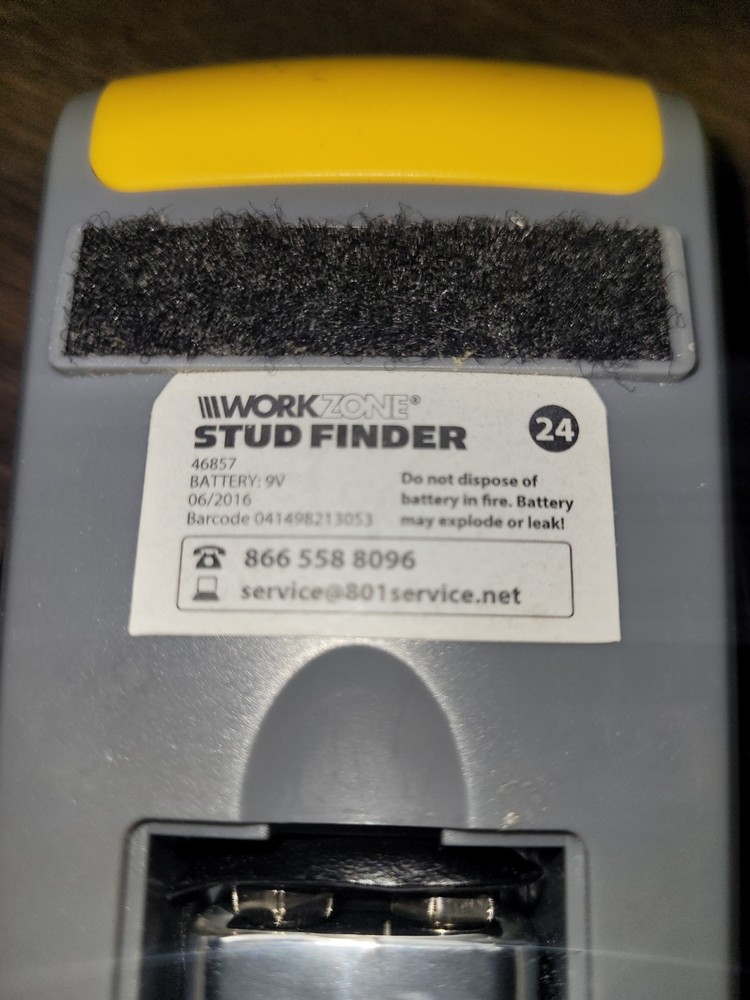 WORKZONE®
STUD FINDER
24
46857
BATTERY: 9V
06/2016
Barcode 041498213053
Do not dispose of
battery in fire. Battery
may explode or leak!
866 558 8096
service@801service.net